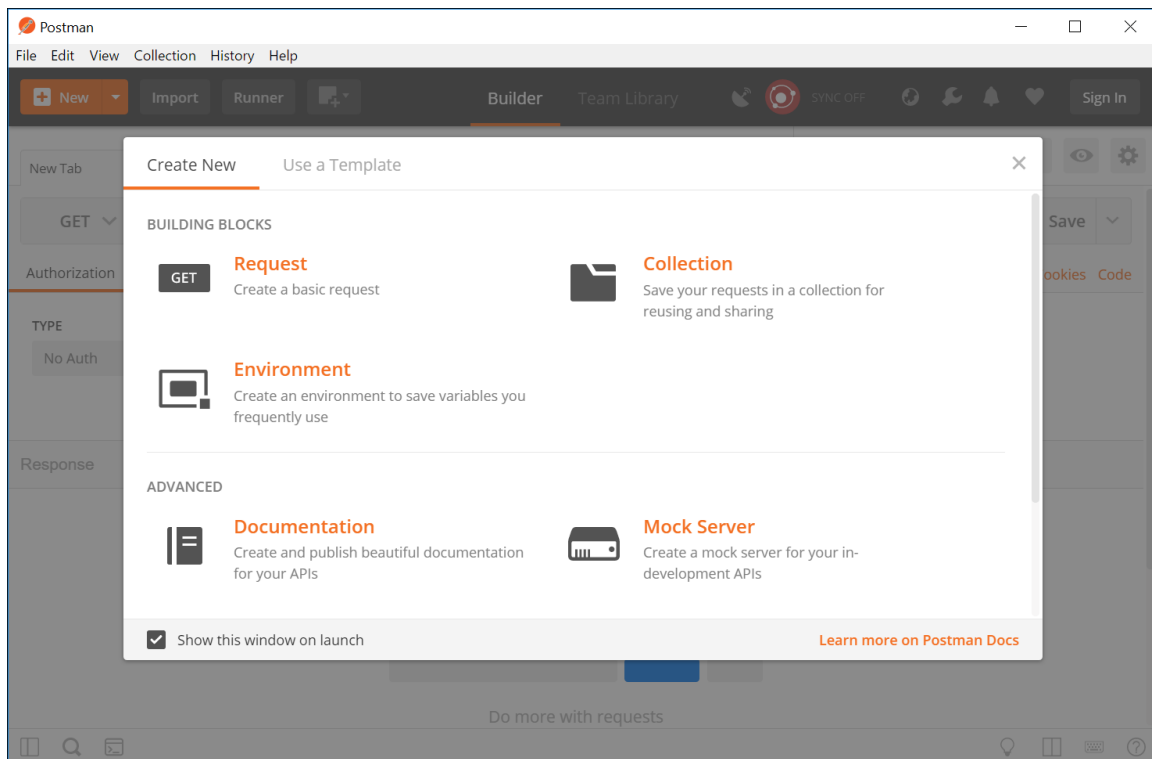 Postman
File Edit View Collection History Help
New Import Runner Builder Team Library SYNC OFF Sign In
New Tab
Create New Use a Template
GET Save
BUILDING BLOCKS
GET Request
Create a basic request
Collection
Save your requests in a collection for
reusing and sharing
Authorization
ookies Code
TYPE
No Auth
Environment
Create an environment to save variables you
frequently use
Response
ADVANCED
Documentation
Create and publish beautiful documentation
for your APIs
Mock Server
Create a mock server for your in-
development APIs
Show this window on launch
Learn more on Postman Docs
Do more with requests